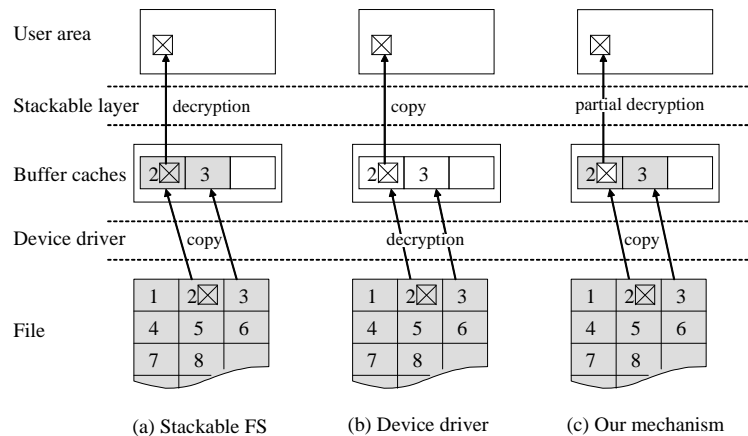 User area
Stackable layer
decryption
copy
partial decryption
Buffer caches
2
3
2
3
2
3
Device driver
copy
decryption
copy
File
1 2 3
4 5 6
7 8
1 2 3
4 5 6
7 8
1 2 3
4 5 6
7 8
(a) Stackable FS
(b) Device driver
(c) Our mechanism